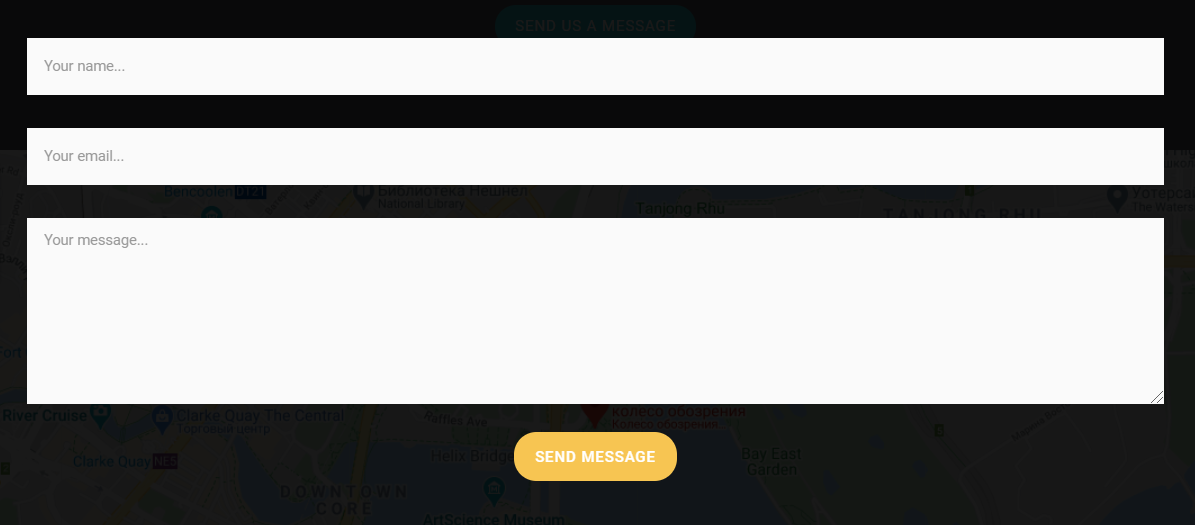 SEND US A MESSAGE
Your name...
Your email...
Bencoolen DT21
Библиотека Нешнел
National Library
Tanjong Rhu
TANJONG RHU
The Waters
Your message...
Fort
River Cruise
Clarke Quay The Central
Торговый центр
Clarke Quay NE5
Raffles Ave
колесо обозрения
Колесо обозрения
Helix Bridge
SEND MESSAGE
Bay East
Garden
DOWNTOWN
CORE
ArtScience Museum